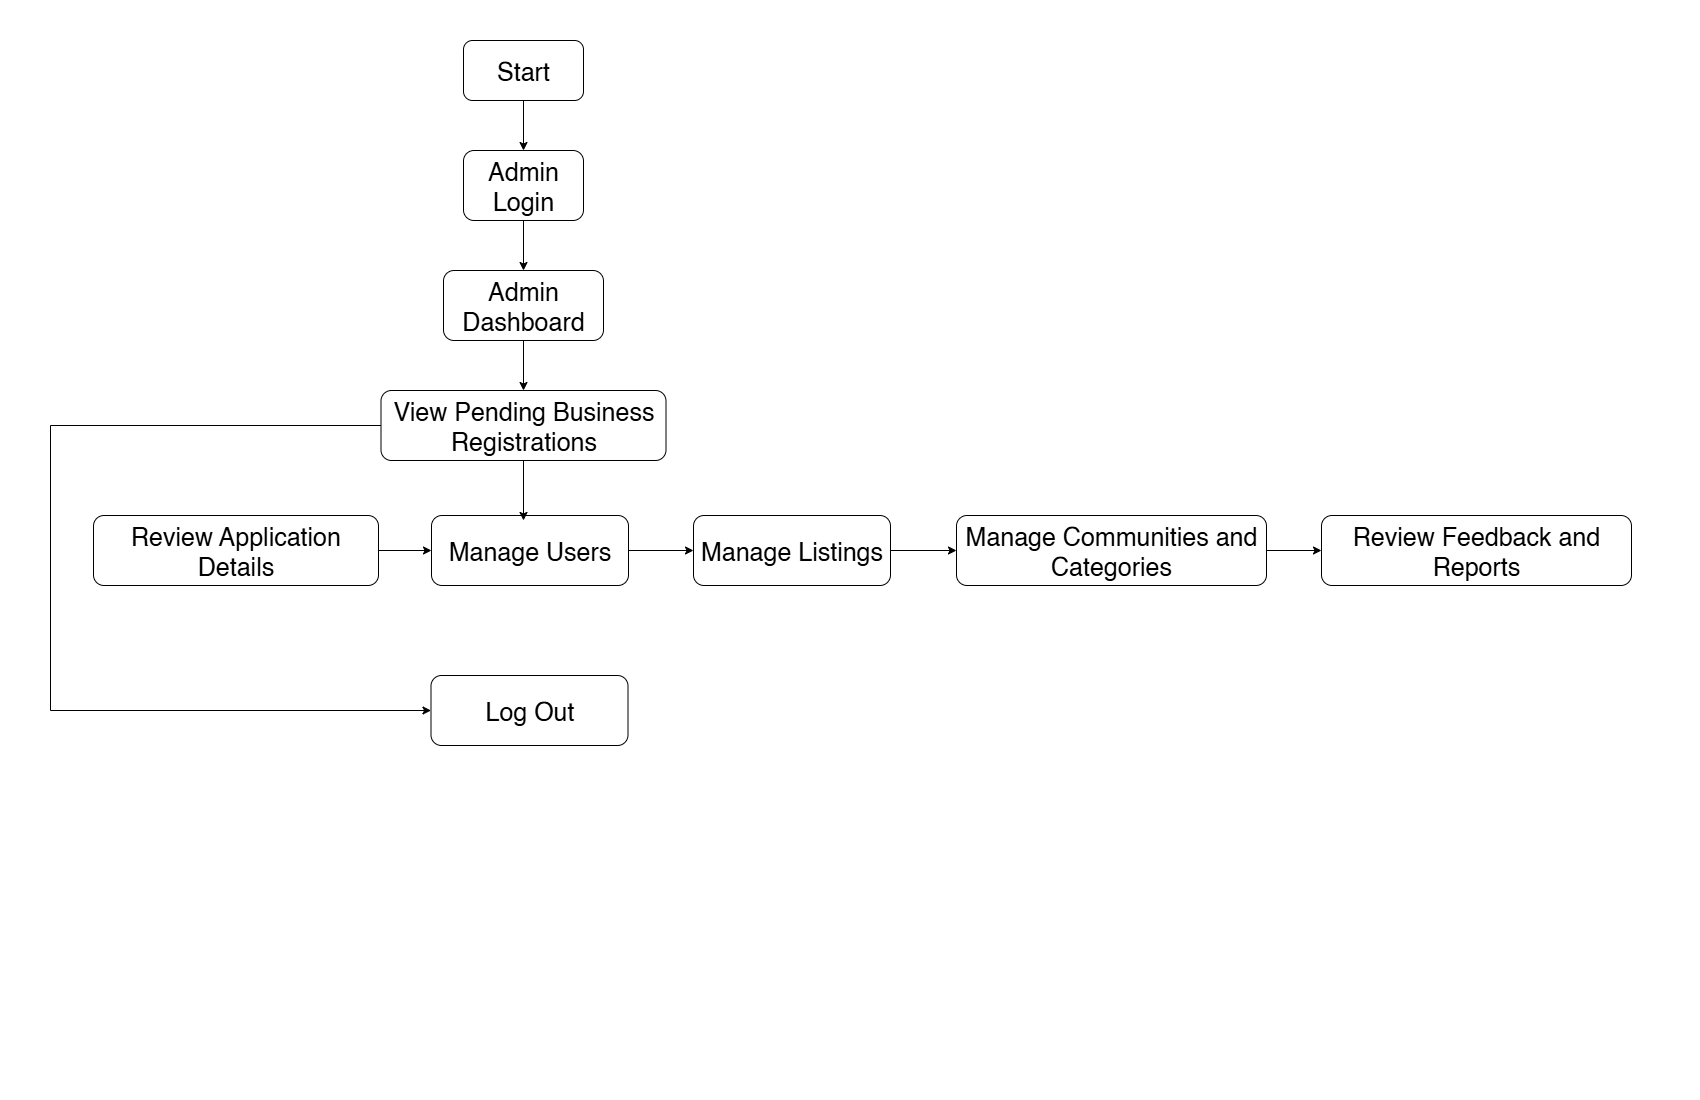 Start
Admin
Login
Admin
Dashboard
View Pending Business
Registrations
Review Application
Details
Manage Users
Manage Listings
Manage Communities and
Categories
Review Feedback and
Reports
Log Out